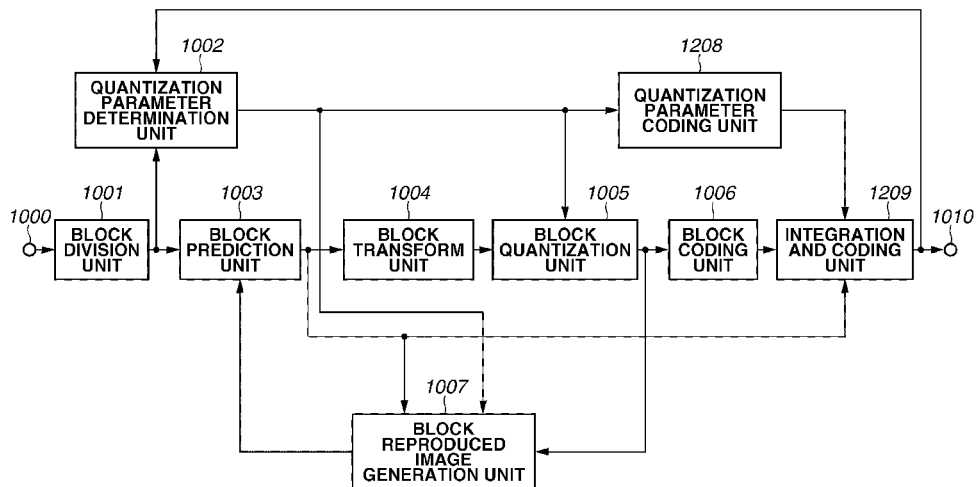 1002
QUANTIZATION
PARAMETER
DETERMINATION
UNIT
1208
QUANTIZATION
PARAMETER
CODING UNIT
1000
1001
BLOCK
DIVISION
UNIT
1003
BLOCK
PREDICTION
UNIT
1004
BLOCK
TRANSFORM
UNIT
1005
BLOCK
QUANTIZATION
UNIT
1006
BLOCK
CODING
UNIT
1209
INTEGRATION
AND CODING
UNIT
1010
1007
BLOCK
REPRODUCED
IMAGE
GENERATION UNIT